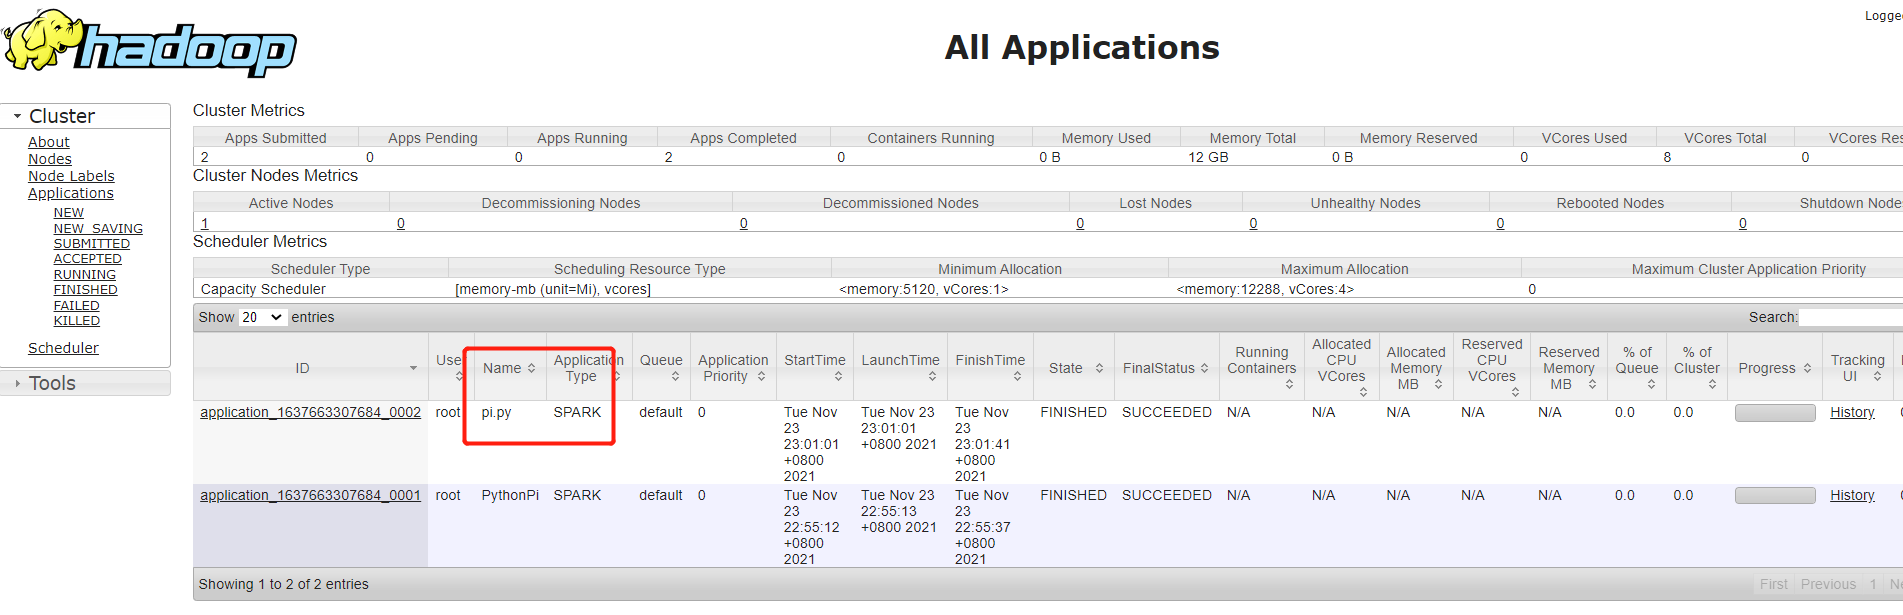 hadoop
Logge
All Applications
Cluster
About
Nodes
Node Labels
Applications
NEW
NEW_SAVING
SUBMITTED
ACCEPTED
RUNNING
FINISHED
FAILED
KILLED
Scheduler
Tools
Cluster Metrics
Apps Submitted Apps Pending Apps Running Apps Completed Containers Running Memory Used Memory Total Memory Reserved VCores Used VCores Total VCores Res
2 0 0 2 0 0 B 12 GB 0 B 0 8 0
Cluster Nodes Metrics
Active Nodes Decommissioning Nodes Decommissioned Nodes Lost Nodes Unhealthy Nodes Rebooted Nodes Shutdown Node
1 0 0 0 0 0 0
Scheduler Metrics
Scheduler Type Scheduling Resource Type Minimum Allocation Maximum Allocation Maximum Cluster Application Priority
Capacity Scheduler [memory-mb (unit=Mi), vcores] <memory:5120, vCores:1> <memory:12288, vCores:4> 0
Show 20 entries Search:
ID Use Name Application Type Queue Application Priority StartTime LaunchTime FinishTime State FinalStatus Running Containers Allocated CPU VCores Allocated Memory MB Reserved CPU VCores Reserved Memory MB % of Queue % of Cluster Progress Tracking UI
application_1637663307684_0002 root pi.py SPARK default 0 Tue Nov 23 23:01:01 +0800 2021 Tue Nov 23 23:01:01 +0800 2021 Tue Nov 23 23:01:41 +0800 2021 FINISHED SUCCEEDED N/A N/A N/A N/A N/A 0.0 0.0 History
application_1637663307684_0001 root PythonPi SPARK default 0 Tue Nov 23 22:55:12 +0800 2021 Tue Nov 23 22:55:13 +0800 2021 Tue Nov 23 22:55:37 +0800 2021 FINISHED SUCCEEDED N/A N/A N/A N/A N/A 0.0 0.0 History
Showing 1 to 2 of 2 entries First Previous 1 Ne